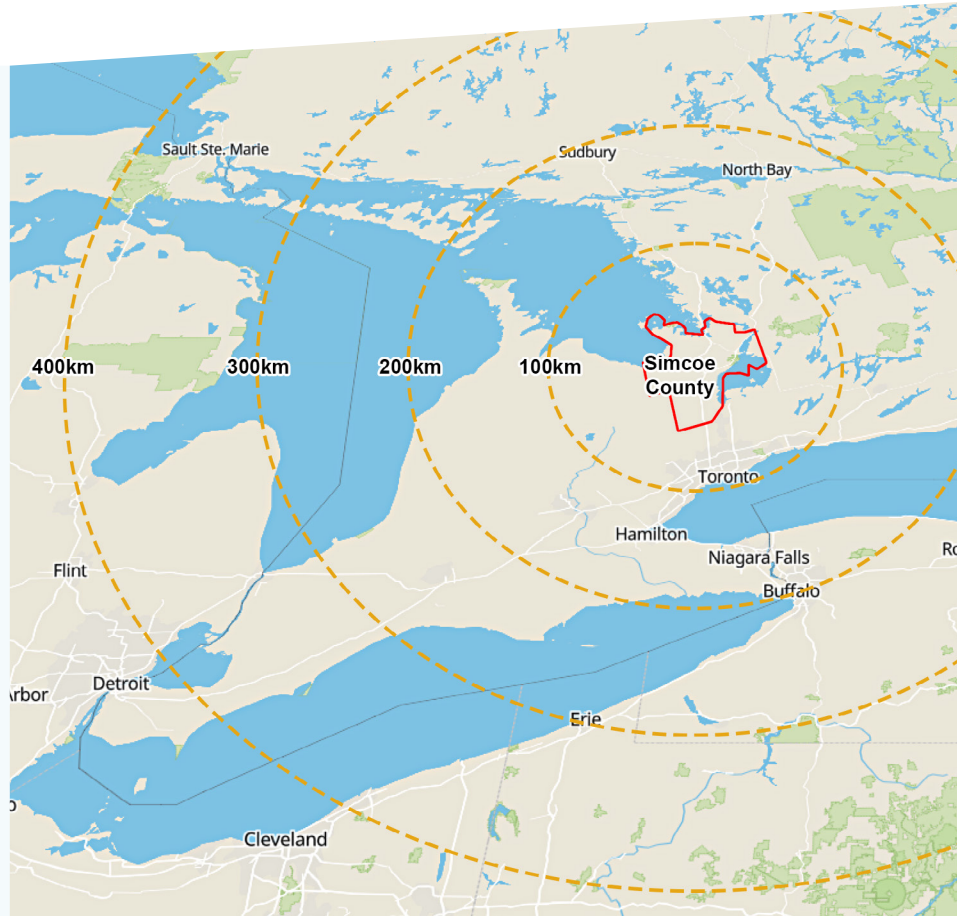 Sault Ste. Marie
Sudbury
North Bay
400km
300km
200km
100km
Simcoe
County
Toronto
Hamilton
Niagara Falls
Buffalo
Flint
Detroit
Erie
Cleveland